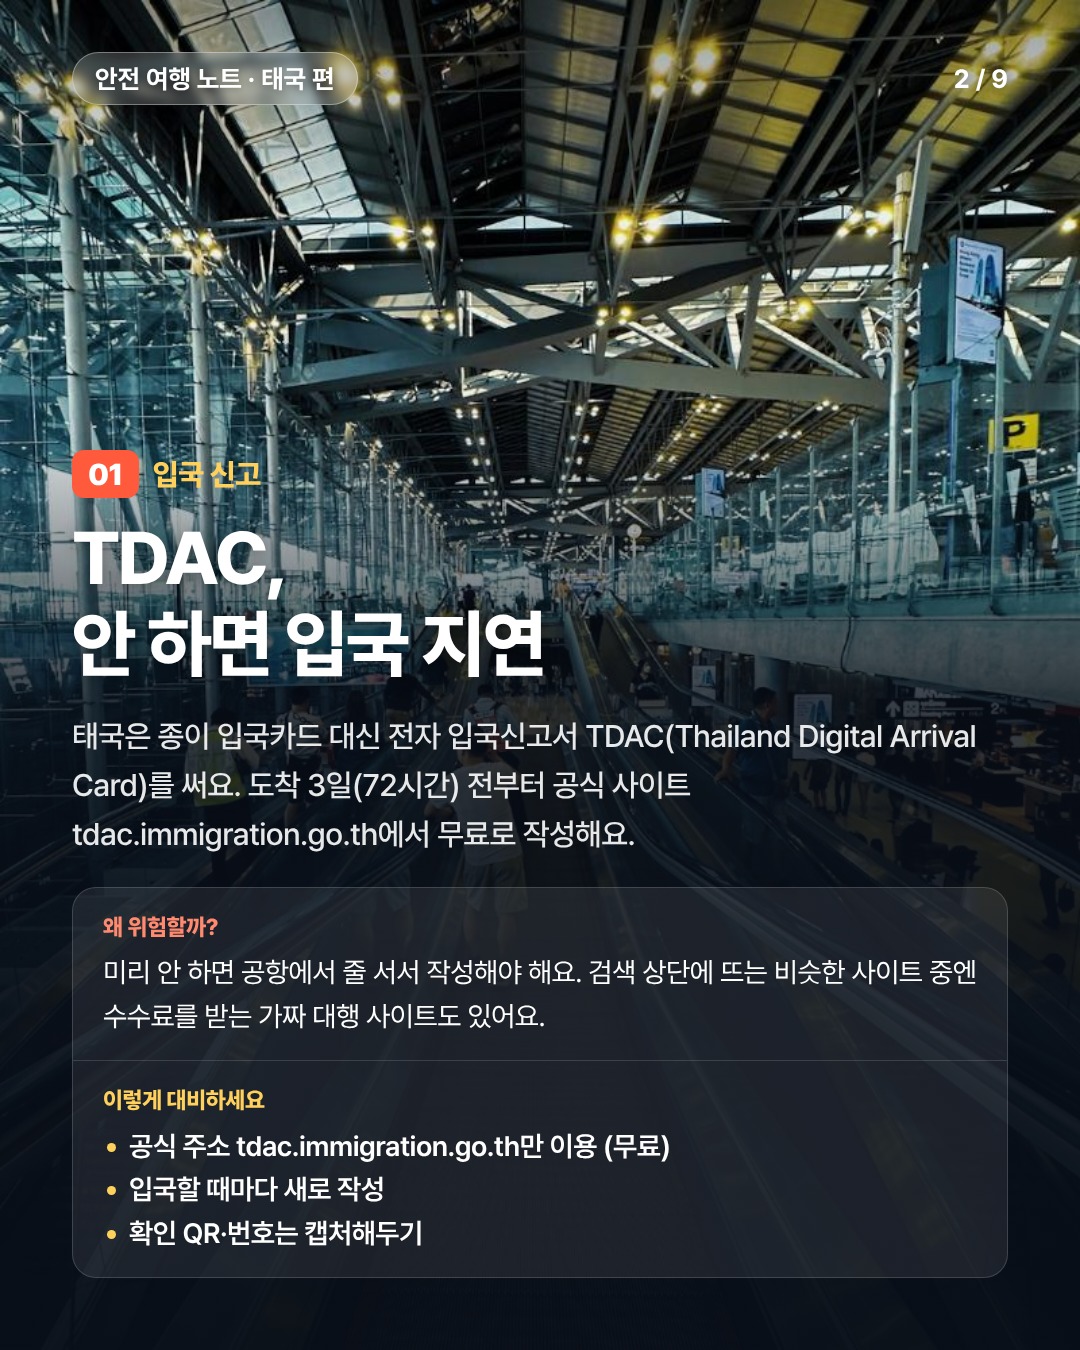 안전 여행 노트 · 태국 편
2 / 9
01 입국 신고
TDAC,
안 하면 입국 지연
태국은 종이 입국카드 대신 전자 입국신고서 TDAC(Thailand Digital Arrival
Card)를 써요. 도착 3일(72시간) 전부터 공식 사이트
tdac.immigration.go.th에서 무료로 작성해요.
왜 위험할까?
미리 안 하면 공항에서 줄 서서 작성해야 해요. 검색 상단에 뜨는 비슷한 사이트 중엔
수수료를 받는 가짜 대행 사이트도 있어요.
이렇게 대비하세요
• 공식 주소 tdac.immigration.go.th만 이용 (무료)
• 입국할 때마다 새로 작성
• 확인 QR·번호는 캡처해두기
P